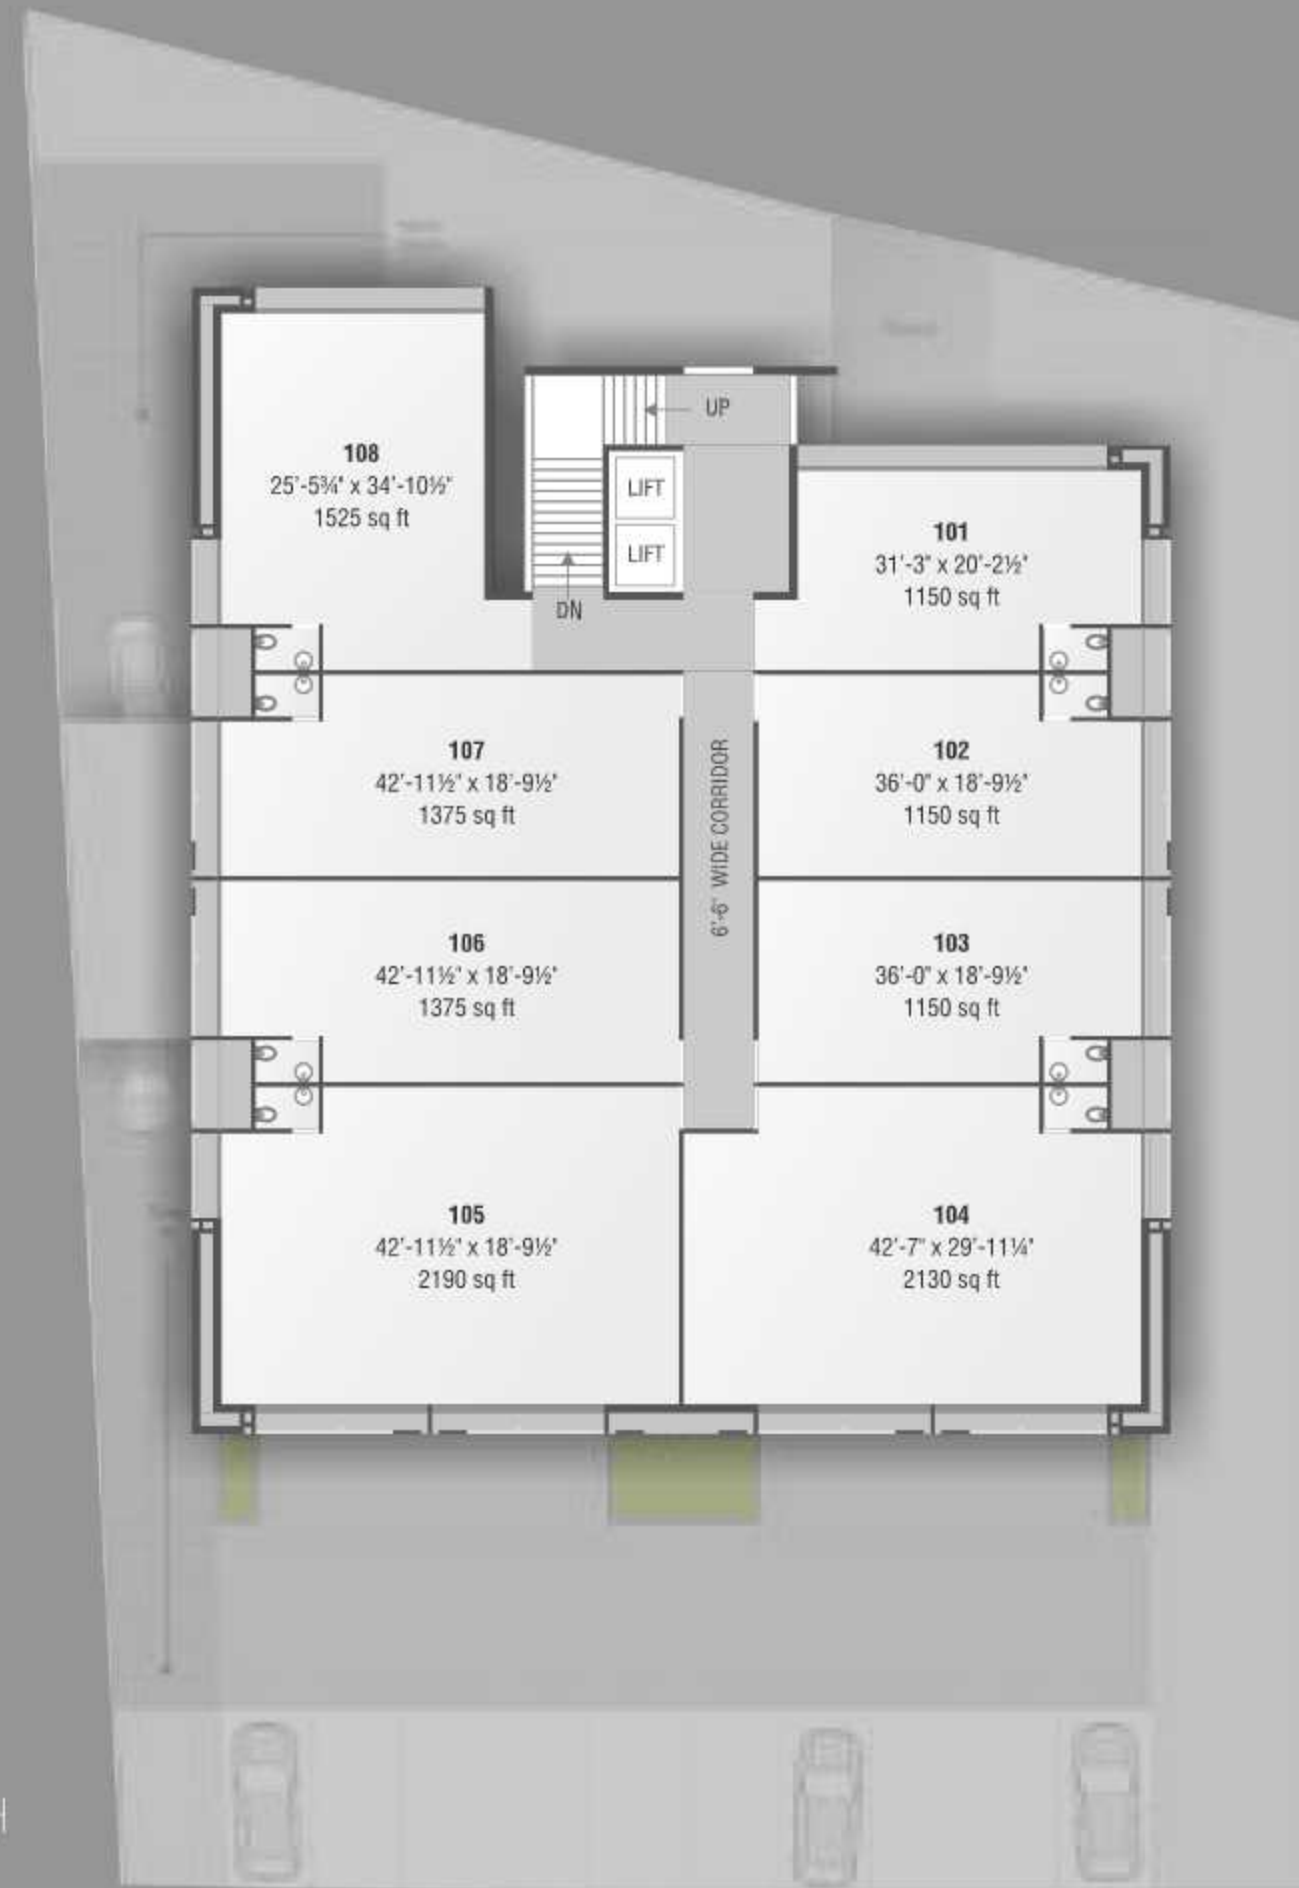 UP
108
25'-5¾" x 34'-10½"
1525 sq ft
LIFT
LIFT
DN
101
31'-3" x 20'-2½"
1150 sq ft
107
42'-11½" x 18'-9½"
1375 sq ft
102
36'-0" x 18'-9½"
1150 sq ft
6'-6" WIDE CORRIDOR
106
42'-11½" x 18'-9½"
1375 sq ft
103
36'-0" x 18'-9½"
1150 sq ft
105
42'-11½" x 18'-9½"
2190 sq ft
104
42'-7" x 29'-11¼"
2130 sq ft